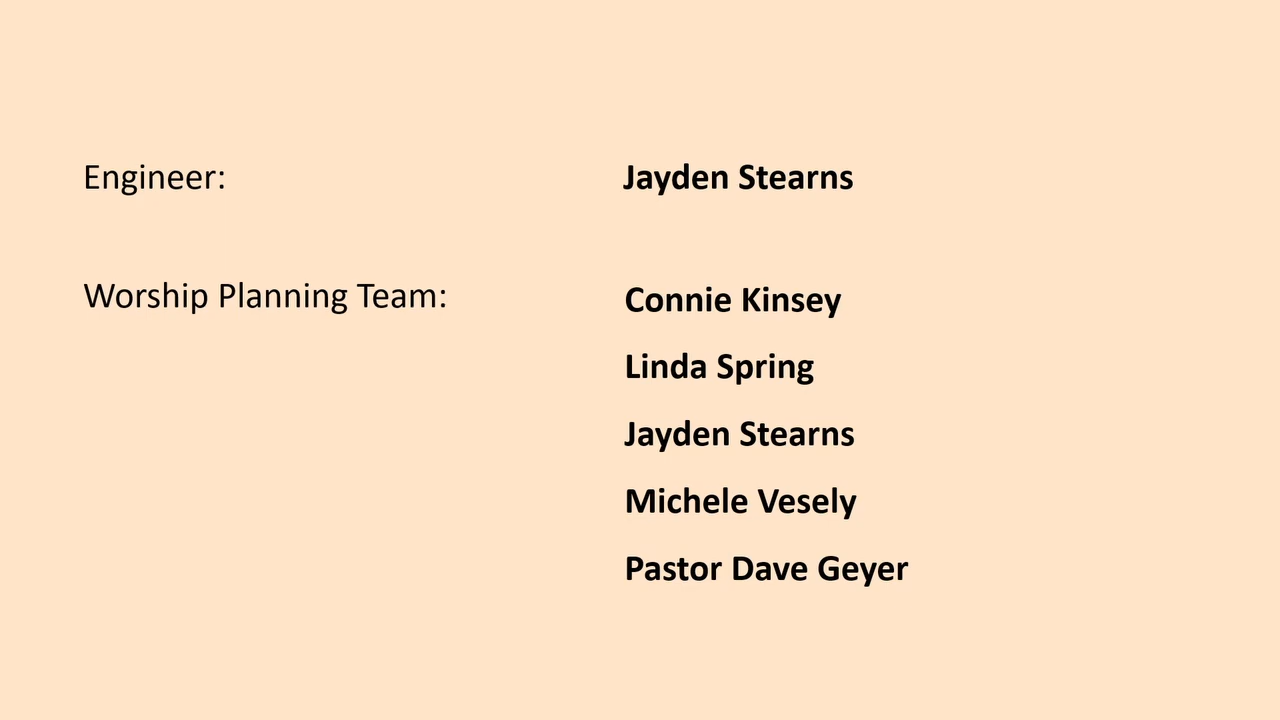 Engineer: Jayden Stearns
Worship Planning Team: Connie Kinsey
Linda Spring
Jayden Stearns
Michele Vesely
Pastor Dave Geyer